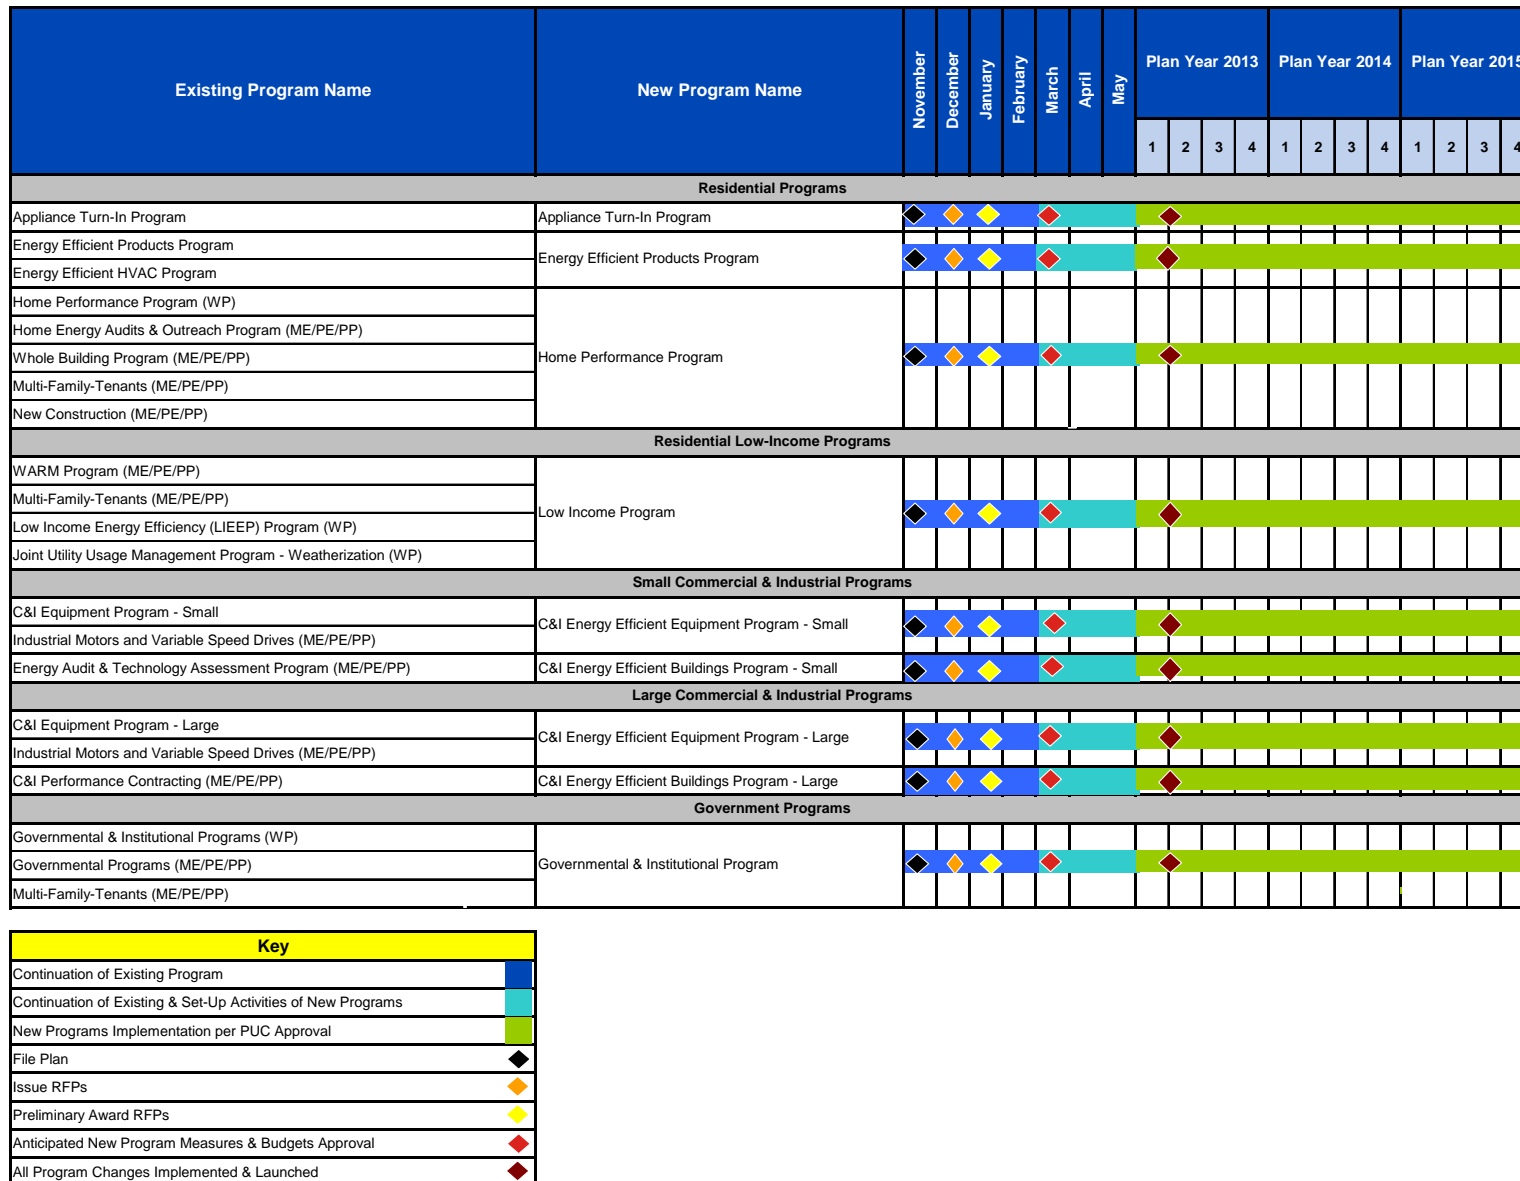 Existing Program Name
New Program Name
November
December
January
February
March
April
May
Plan Year 2013
Plan Year 2014
Plan Year 2015
1 2 3 4 1 2 3 4 1 2 3 4
Residential Programs
Appliance Turn-In Program
Appliance Turn-In Program
Energy Efficient Products Program
Energy Efficient HVAC Program
Energy Efficient Products Program
Home Performance Program (WP)
Home Energy Audits & Outreach Program (ME/PE/PP)
Whole Building Program (ME/PE/PP)
Multi-Family-Tenants (ME/PE/PP)
New Construction (ME/PE/PP)
Home Performance Program
Residential Low-Income Programs
WARM Program (ME/PE/PP)
Multi-Family-Tenants (ME/PE/PP)
Low Income Energy Efficiency (LIEEP) Program (WP)
Joint Utility Usage Management Program - Weatherization (WP)
Low Income Program
Small Commercial & Industrial Programs
C&I Equipment Program - Small
Industrial Motors and Variable Speed Drives (ME/PE/PP)
C&I Energy Efficient Equipment Program - Small
Energy Audit & Technology Assessment Program (ME/PE/PP)
C&I Energy Efficient Buildings Program - Small
Large Commercial & Industrial Programs
C&I Equipment Program - Large
Industrial Motors and Variable Speed Drives (ME/PE/PP)
C&I Energy Efficient Equipment Program - Large
C&I Performance Contracting (ME/PE/PP)
C&I Energy Efficient Buildings Program - Large
Government Programs
Governmental & Institutional Programs (WP)
Governmental Programs (ME/PE/PP)
Multi-Family-Tenants (ME/PE/PP)
Governmental & Institutional Program
Key
Continuation of Existing Program
Continuation of Existing & Set-Up Activities of New Programs
New Programs Implementation per PUC Approval
File Plan
Issue RFPs
Preliminary Award RFPs
Anticipated New Program Measures & Budgets Approval
All Program Changes Implemented & Launched